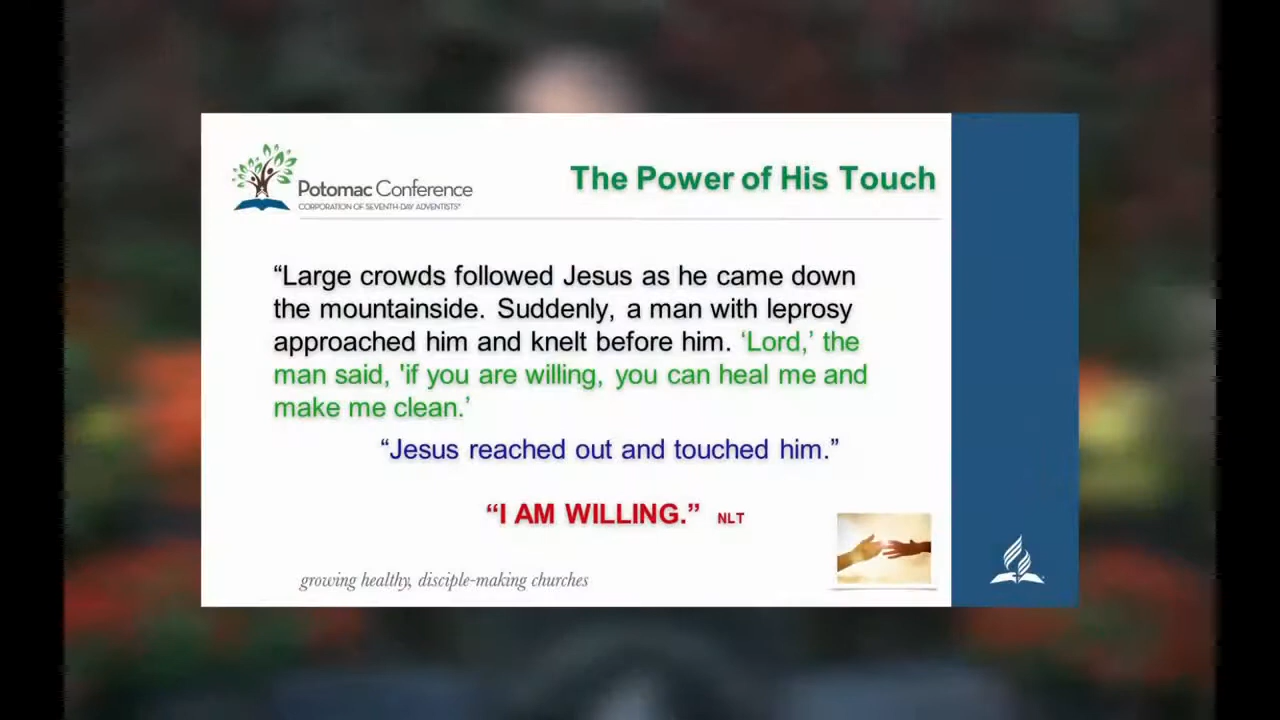 Potomac Conference
CORPORATION OF SEVENTH-DAY ADVENTISTS®
The Power of His Touch
“Large crowds followed Jesus as he came down
the mountainside. Suddenly, a man with leprosy
approached him and knelt before him. ‘Lord,’ the
man said, 'if you are willing, you can heal me and
make me clean.’
“Jesus reached out and touched him.”
“I AM WILLING.” NLT
growing healthy, disciple-making churches